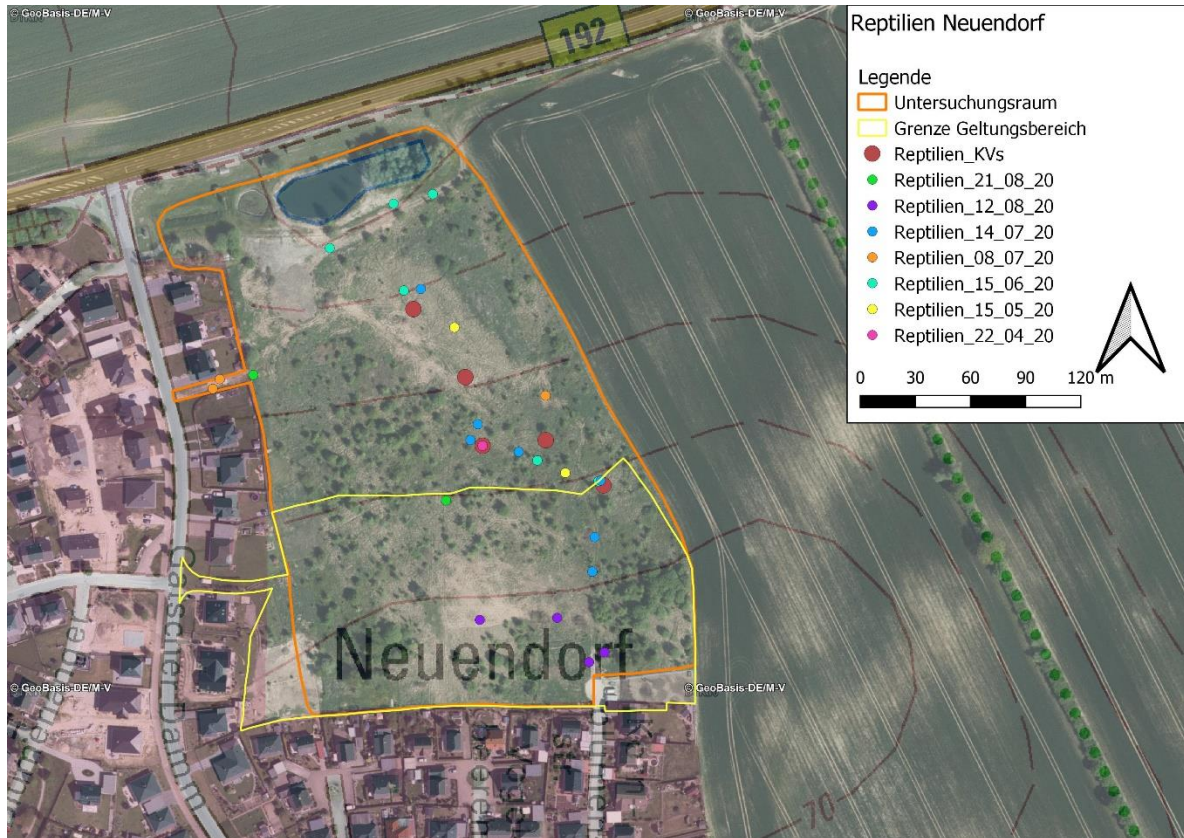 © GeoBasis-DE/M-V
© GeoBasis-DE/M-V
192
Reptilien Neuendorf
Legende
Untersuchungsraum
Grenze Geltungsbereich
Reptilien_KVs
Reptilien_21_08_20
Reptilien_12_08_20
Reptilien_14_07_20
Reptilien_08_07_20
Reptilien_15_06_20
Reptilien_15_05_20
Reptilien_22_04_20
0 30 60 90 120 m
Neuendorf
© GeoBasis-DE/M-V
© GeoBasis-DE/M-V
70